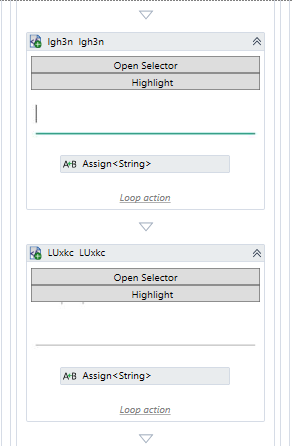 Igh3n Igh3n
Open Selector
Highlight
A+B Assign<String>
Loop action
LUxkc LUxkc
Open Selector
Highlight
A+B Assign<String>
Loop action